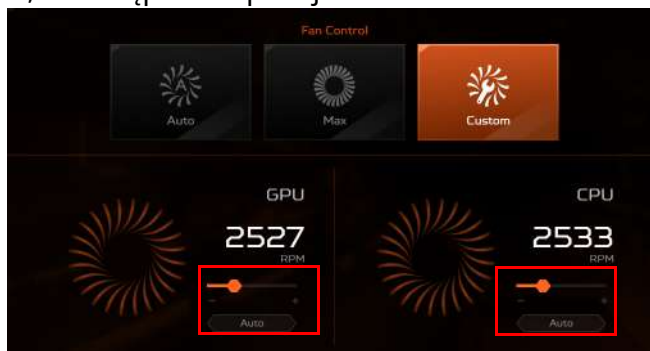 Fan Control
Auto Max Custom
GPU CPU
2527 2533
RPM RPM
- + - +
Auto Auto